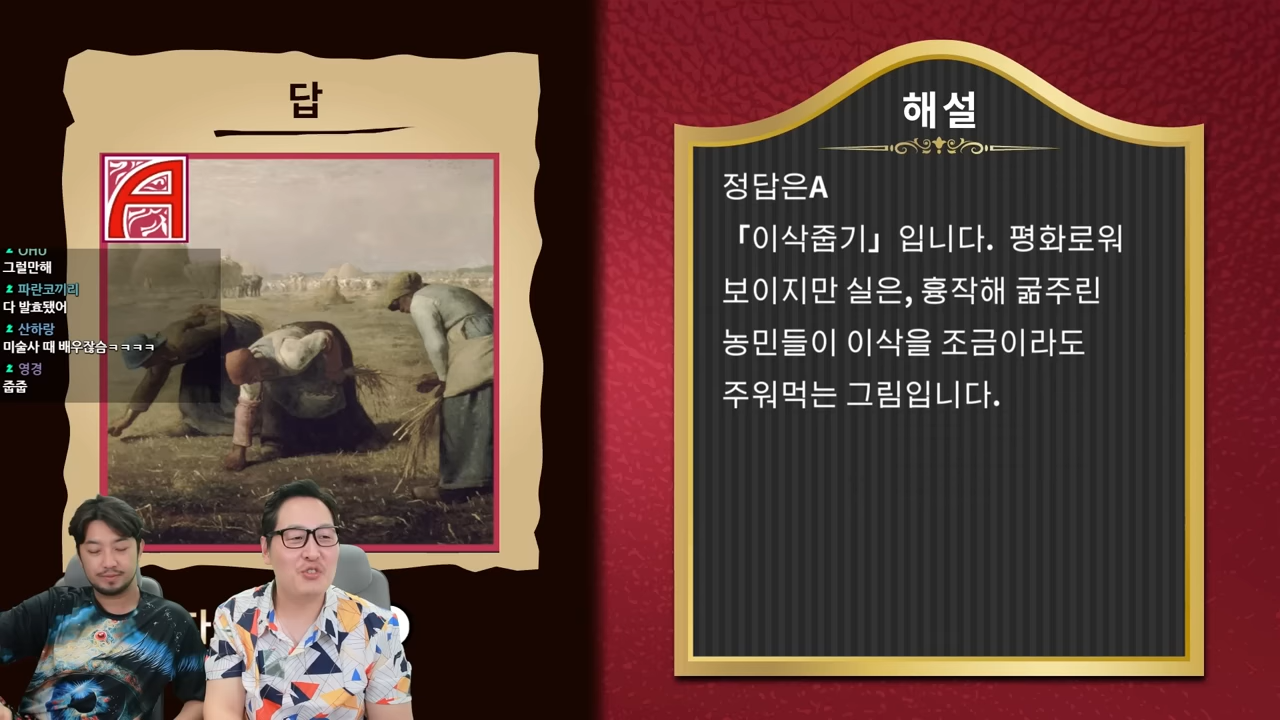 답
A
그럴만해
파란코끼리
다 발효됐어
산하랑
미술사 때 배우잖슴ㅋㅋㅋㅋ
영경
줍줍
해설
정답은A
「이삭줍기」입니다. 평화로워
보이지만 실은, 흉작해 굶주린
농민들이 이삭을 조금이라도
주워먹는 그림입니다.